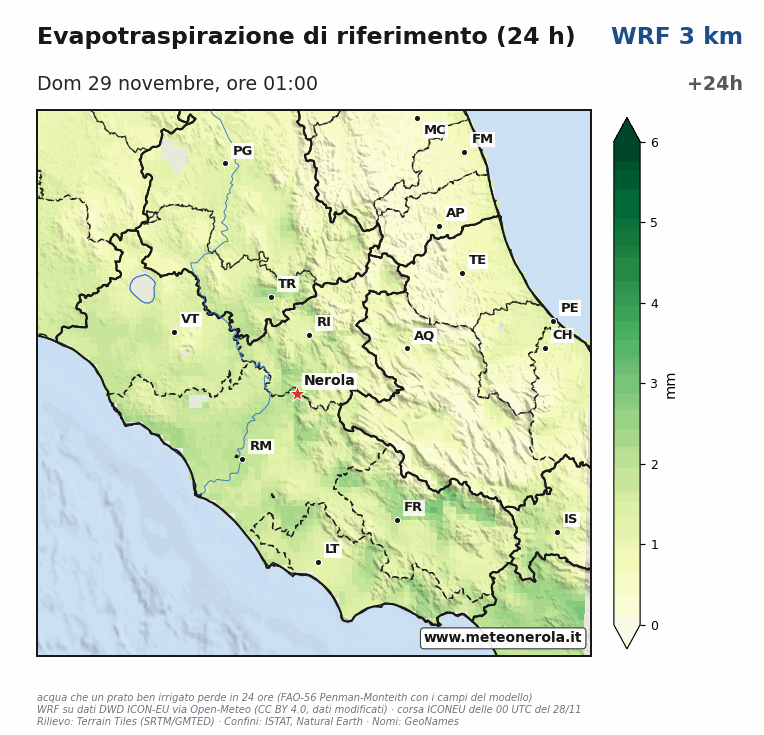 Evapotraspirazione di riferimento (24 h) WRF 3 km
Dom 29 novembre, ore 01:00 +24h
MC
FM
PG
AP
TE
TR
PE
VT
RI
CH
AQ
Nerola
RM
FR
IS
LT
www.meteonerola.it
6
5
4
3
2
1
0
mm
acqua che un prato ben irrigato perde in 24 ore (FAO-56 Penman-Monteith con i campi del modello)
WRF su dati DWD ICON-EU via Open-Meteo (CC BY 4.0, dati modificati) · corsa ICONEU delle 00 UTC del 28/11
Rilievo: Terrain Tiles (SRTM/GMTED) · Confini: ISTAT, Natural Earth · Nomi: GeoNames